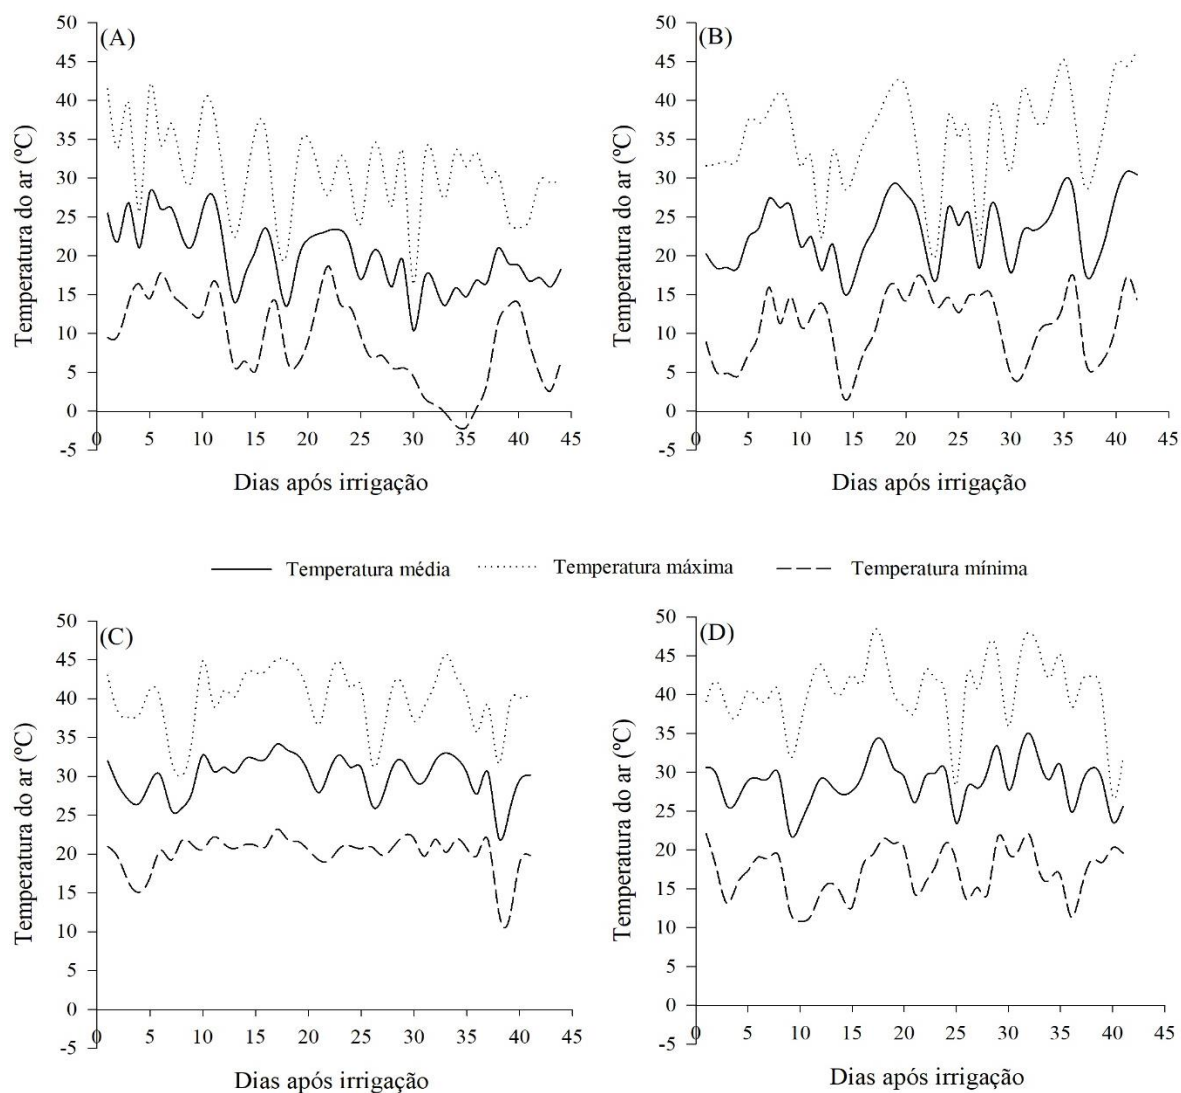 (A)
Temperatura do ar (ºC)
50
45
40
35
30
25
20
15
10
5
0
-5
0 5 10 15 20 25 30 35 40 45
Dias após irrigação
(B)
Temperatura do ar (ºC)
50
45
40
35
30
25
20
15
10
5
0
-5
0 5 10 15 20 25 30 35 40 45
Dias após irrigação
Temperatura média Temperatura máxima Temperatura mínima
(C)
Temperatura do ar (ºC)
50
45
40
35
30
25
20
15
10
5
0
-5
0 5 10 15 20 25 30 35 40 45
Dias após irrigação
(D)
Temperatura do ar (ºC)
50
45
40
35
30
25
20
15
10
5
0
-5
0 5 10 15 20 25 30 35 40 45
Dias após irrigação